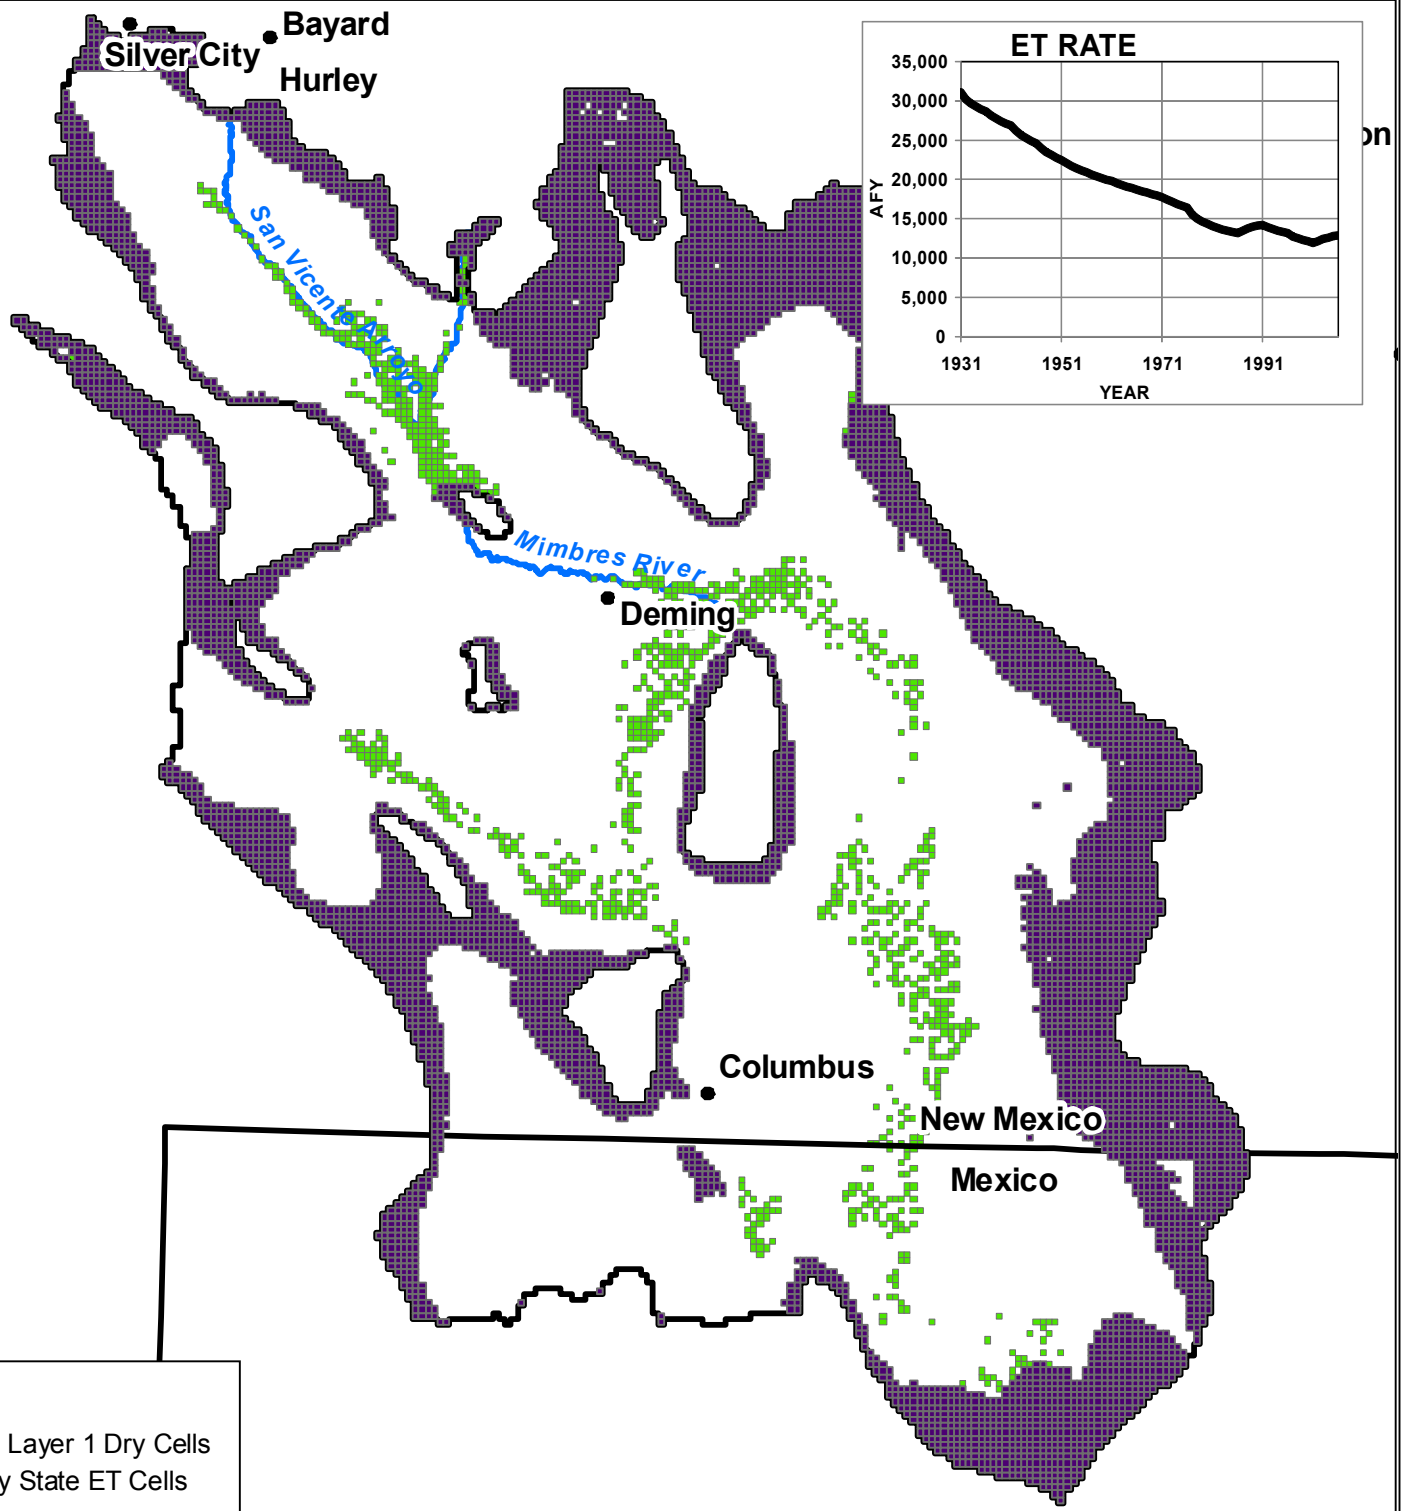 Bayard
Silver City
Hurley
ET RATE
35,000
30,000
25,000
20,000
15,000
10,000
5,000
0
AFY
1931
1951
1971
1991
YEAR
on
San Vicente Arroyo
Mimbres River
Deming
Columbus
New Mexico
Mexico
Layer 1 Dry Cells
y State ET Cells